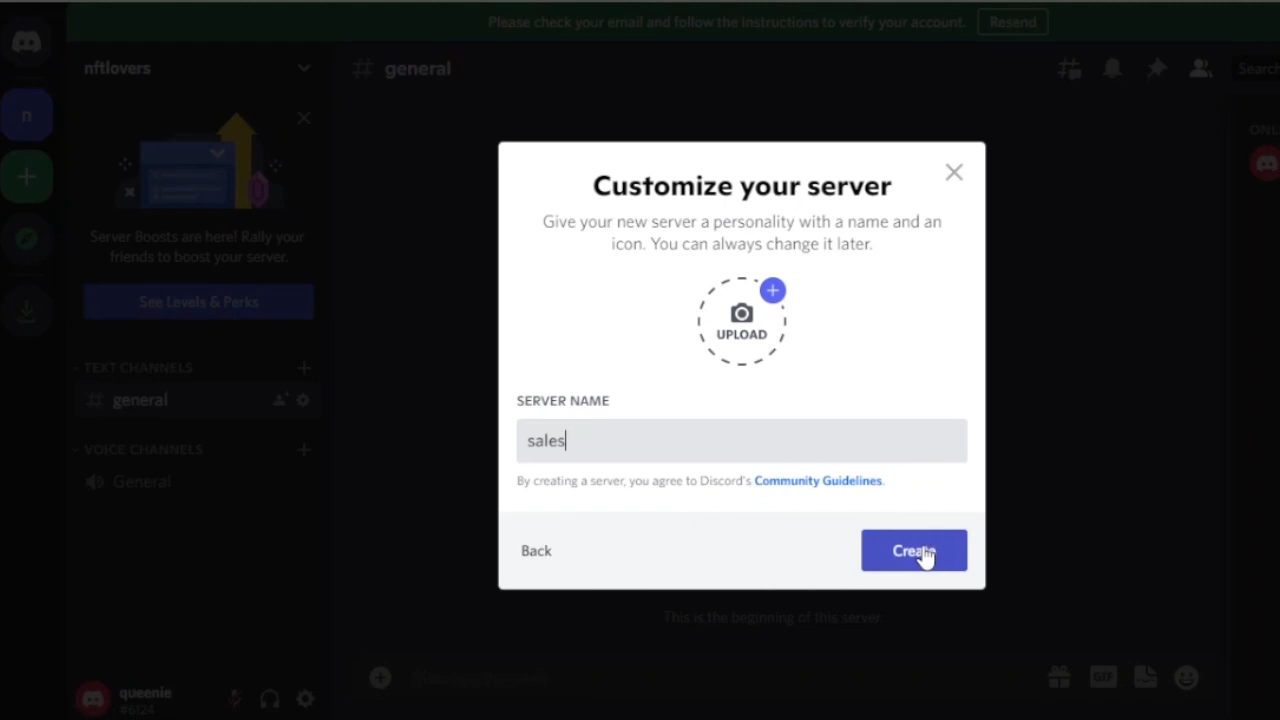 Please check your email and follow the instructions to verify your account. Resend
nftlovers
general
Search
n
ONL
Server Boosts are here! Rally your
friends to boost your server.
See Levels & Perks
TEXT CHANNELS
general
VOICE CHANNELS
General
queenie
#6124
Customize your server
Give your new server a personality with a name and an
icon. You can always change it later.
UPLOAD
SERVER NAME
sales
By creating a server, you agree to Discord's Community Guidelines.
Back
Create
This is the beginning of this server
GIF